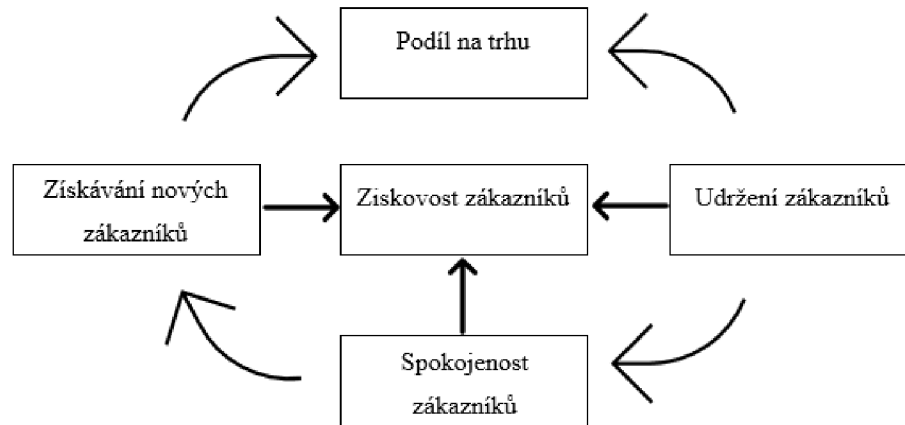 Podíl na trhu
Získávání nových
zákazníků
Ziskovost zákazníků
Udržení zákazníků
Spokojenost
zákazníků